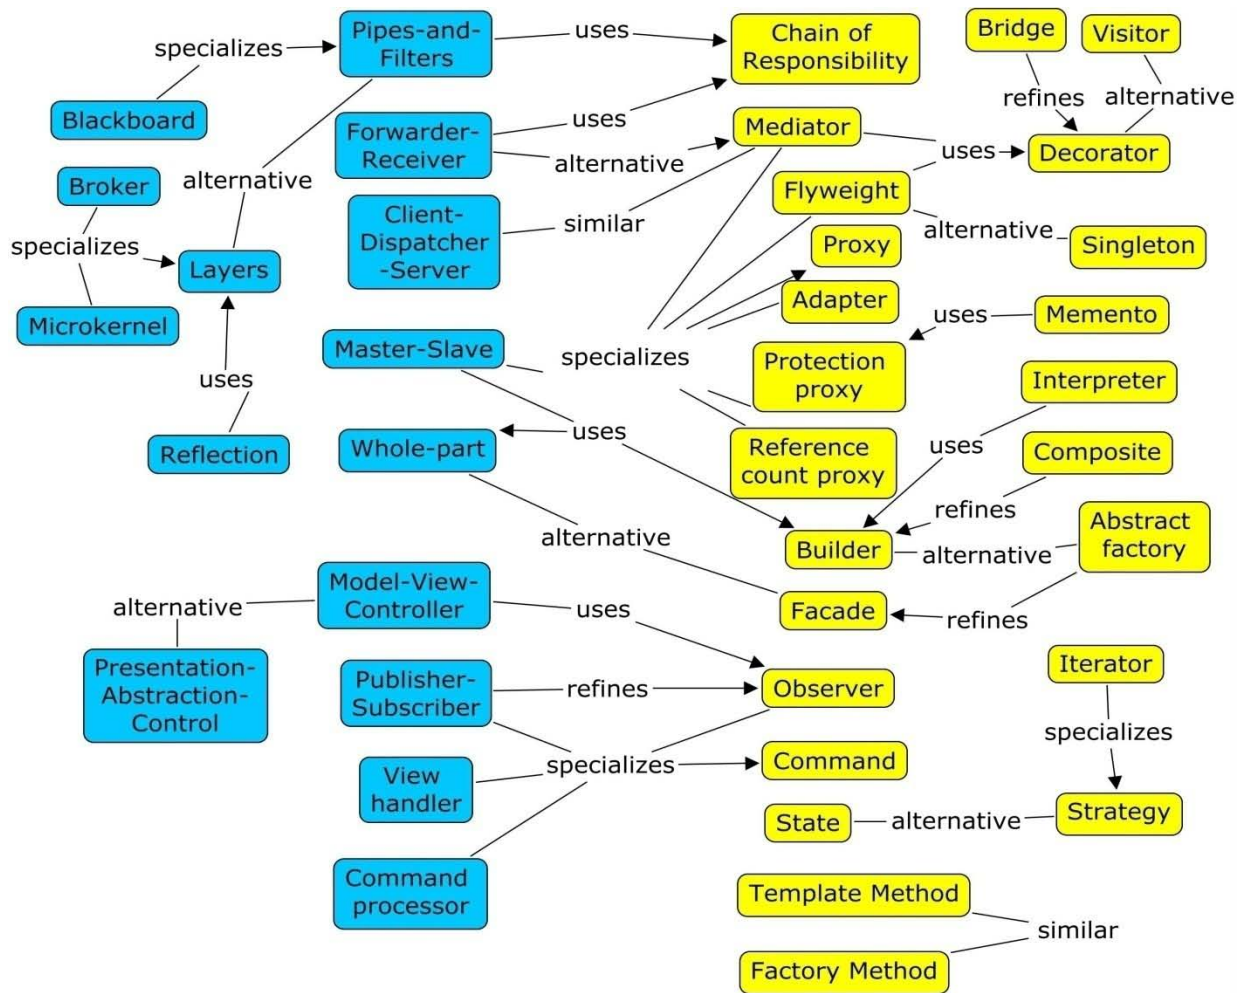 Pipes-and-
Filters
uses
Chain of
Responsibility
Bridge
Visitor
specializes
Blackboard
refines
alternative
Forwarder-
Receiver
uses
alternative
Mediator
uses
Decorator
Broker
alternative
Client-
Dispatcher
-Server
similar
Flyweight
alternative
Singleton
specializes
Layers
Proxy
Microkernel
Adapter
uses
Memento
Master-Slave
specializes
Protection
proxy
Interpreter
uses
Reflection
Whole-part
uses
Reference
count proxy
uses
Composite
refines
alternative
Builder
alternative
Abstract
factory
alternative
Model-View-
Controller
uses
Facade
refines
Presentation-
Abstraction-
Control
Publisher-
Subscriber
refines
Observer
Iterator
specializes
View
handler
specializes
Command
State
alternative
Strategy
Command
processor
Template Method
similar
Factory Method